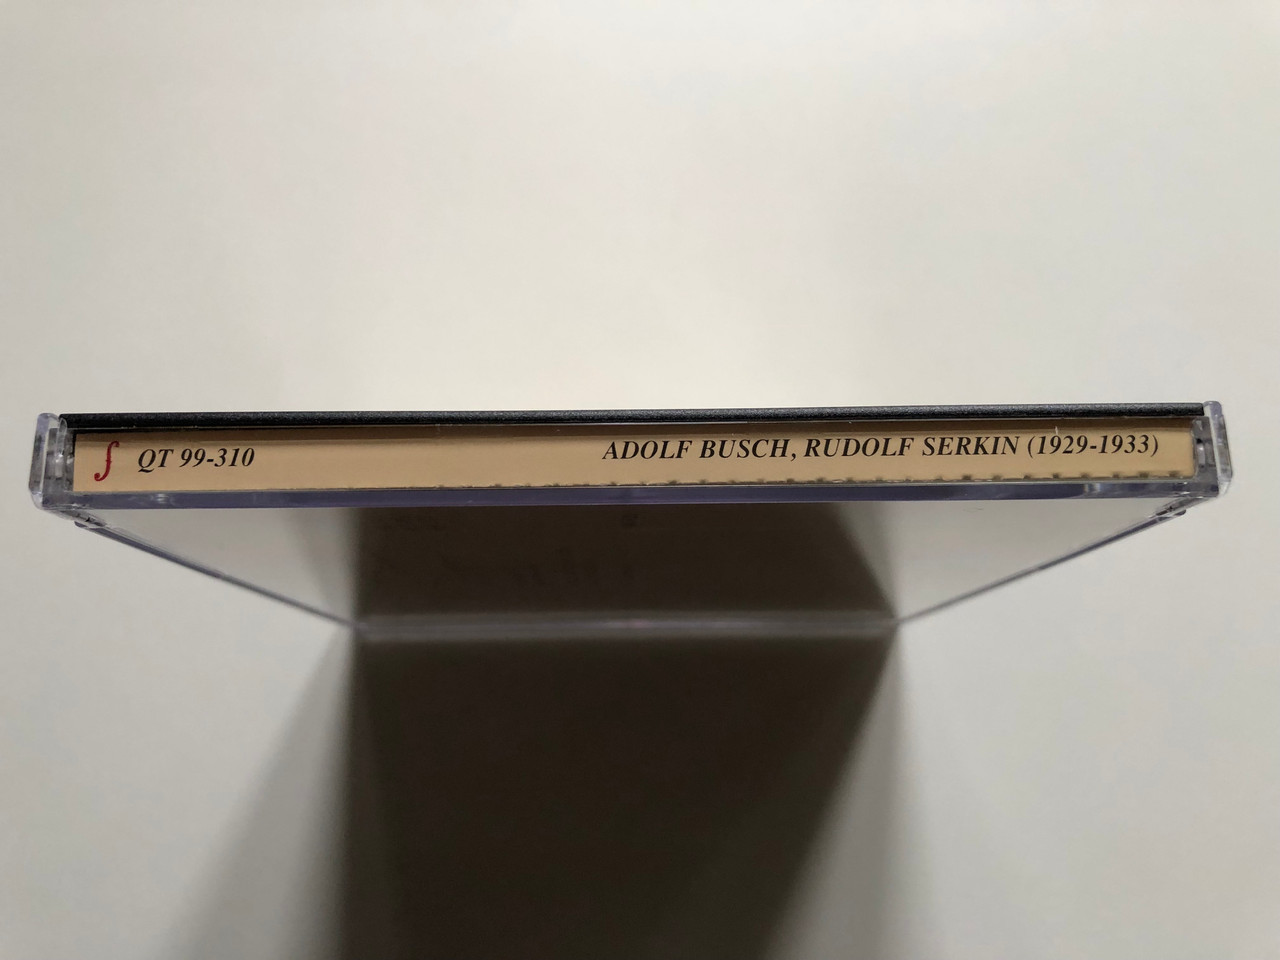 f QT 99-310 ADOLF BUSCH, RUDOLF SERKIN (1929-1933)